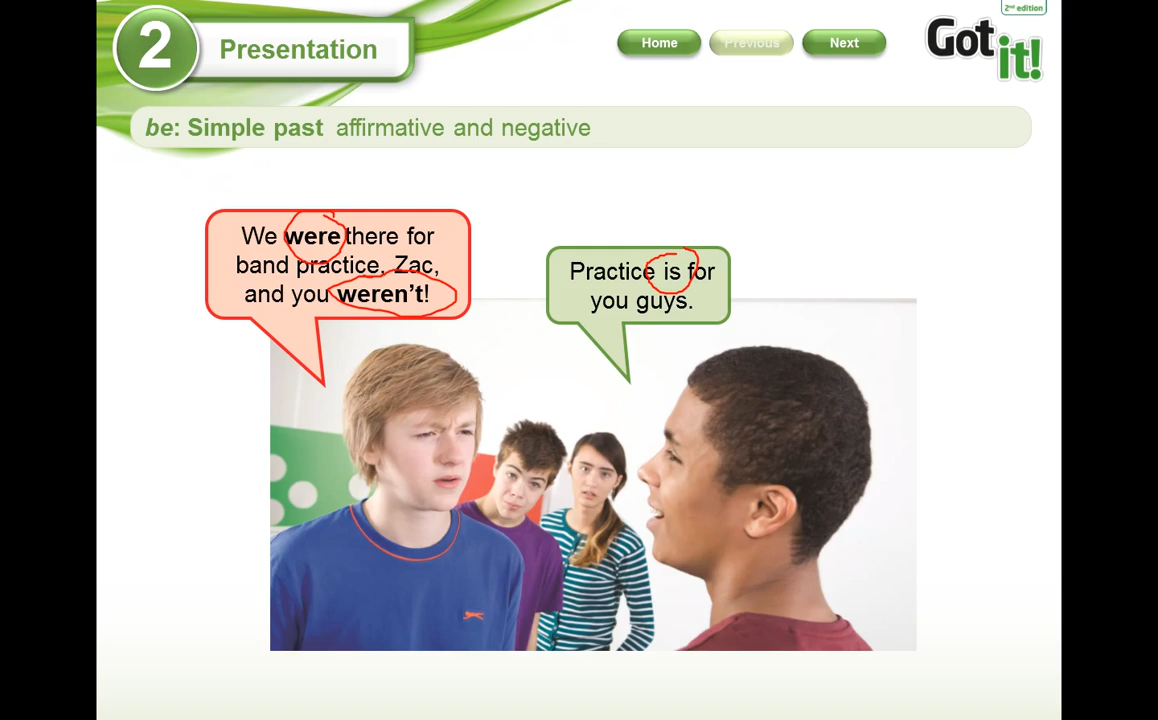 2nd edition
2
Presentation
Home
Previous
Next
Got it!
be: Simple past affirmative and negative
We were there for
band practice, Zac,
and you weren't!
Practice is for
you guys.